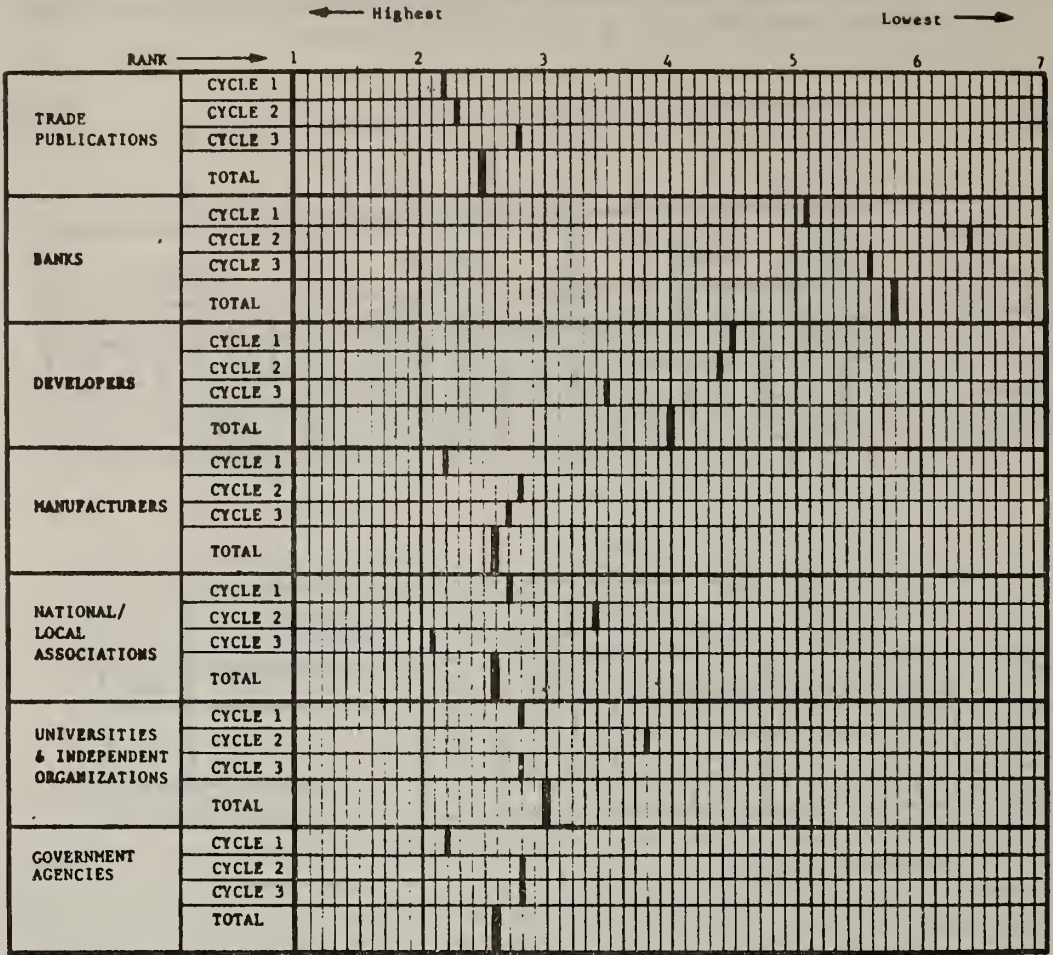 Highest
Lowest
RANK 1 2 3 4 5 6 7
TRADE
PUBLICATIONS
CYCLE 1
CYCLE 2
CYCLE 3
TOTAL
BANKS
CYCLE 1
CYCLE 2
CYCLE 3
TOTAL
DEVELOPERS
CYCLE 1
CYCLE 2
CYCLE 3
TOTAL
MANUFACTURERS
CYCLE 1
CYCLE 2
CYCLE 3
TOTAL
NATIONAL/
LOCAL
ASSOCIATIONS
CYCLE 1
CYCLE 2
CYCLE 3
TOTAL
UNIVERSITIES
& INDEPENDENT
ORGANIZATIONS
CYCLE 1
CYCLE 2
CYCLE 3
TOTAL
GOVERNMENT
AGENCIES
CYCLE 1
CYCLE 2
CYCLE 3
TOTAL